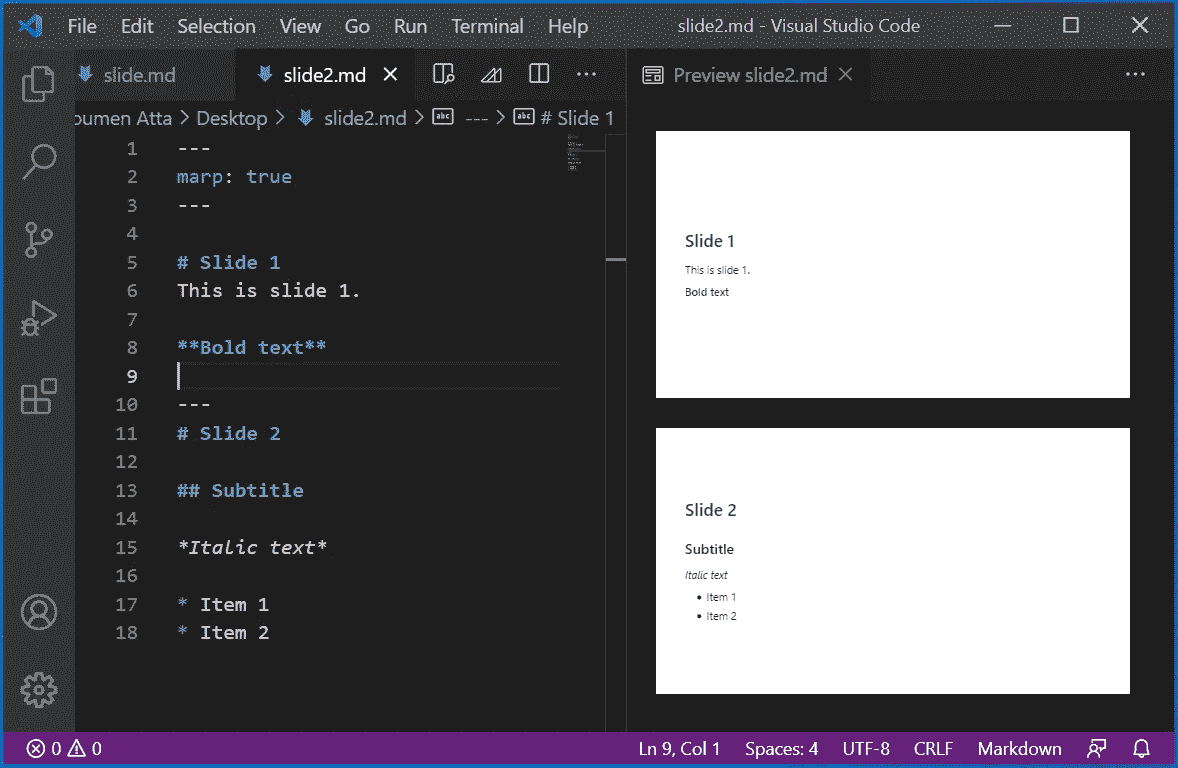 File Edit Selection View Go Run Terminal Help slide2.md - Visual Studio Code
slide.md slide2.md Preview slide2.md
oumen Atta > Desktop > slide2.md > abc --- > abc # Slide 1
1 ---
2 marp: true
3 ---
4
5 # Slide 1
6 This is slide 1.
7
8 **Bold text**
9
10 ---
11 # Slide 2
12
13 ## Subtitle
14
15 *Italic text*
16
17 * Item 1
18 * Item 2
Slide 1
This is slide 1.
Bold text
Slide 2
Subtitle
Italic text
• Item 1
• Item 2
0 0 Ln 9, Col 1 Spaces: 4 UTF-8 CRLF Markdown